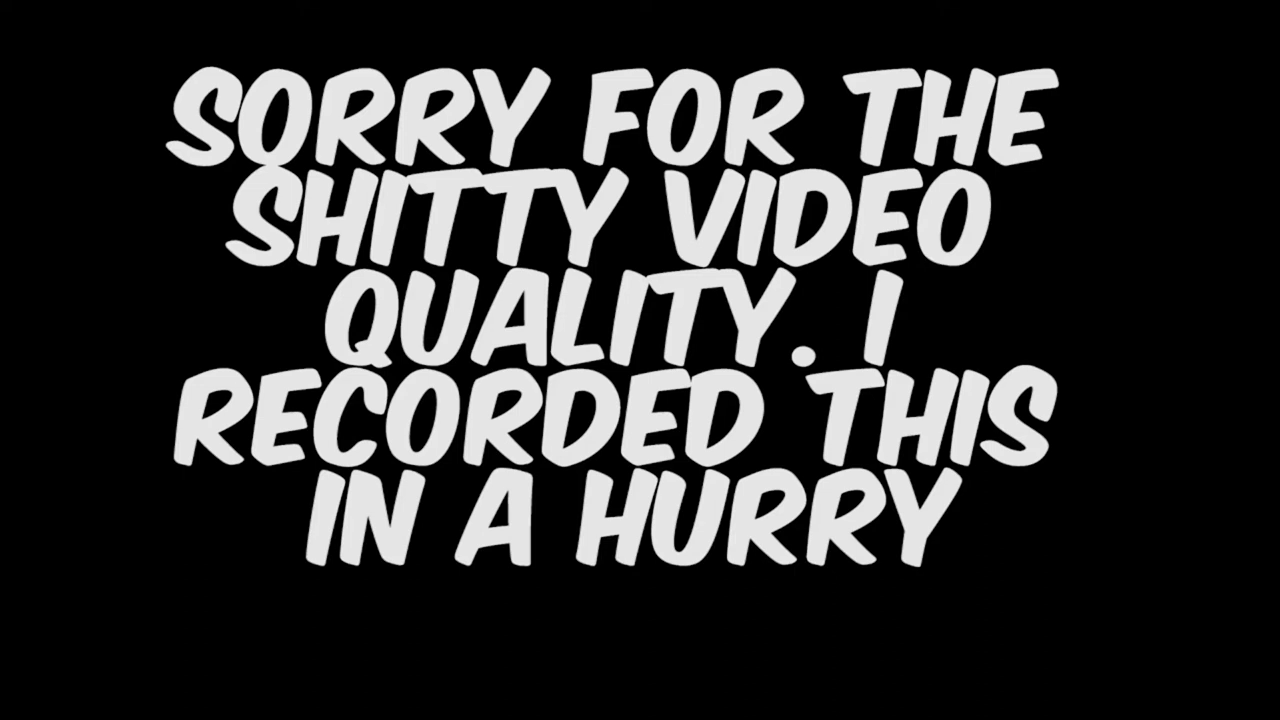 SORRY FOR THE
SHITTY VIDEO
QUALITY. I
RECORDED THIS
IN A HURRY